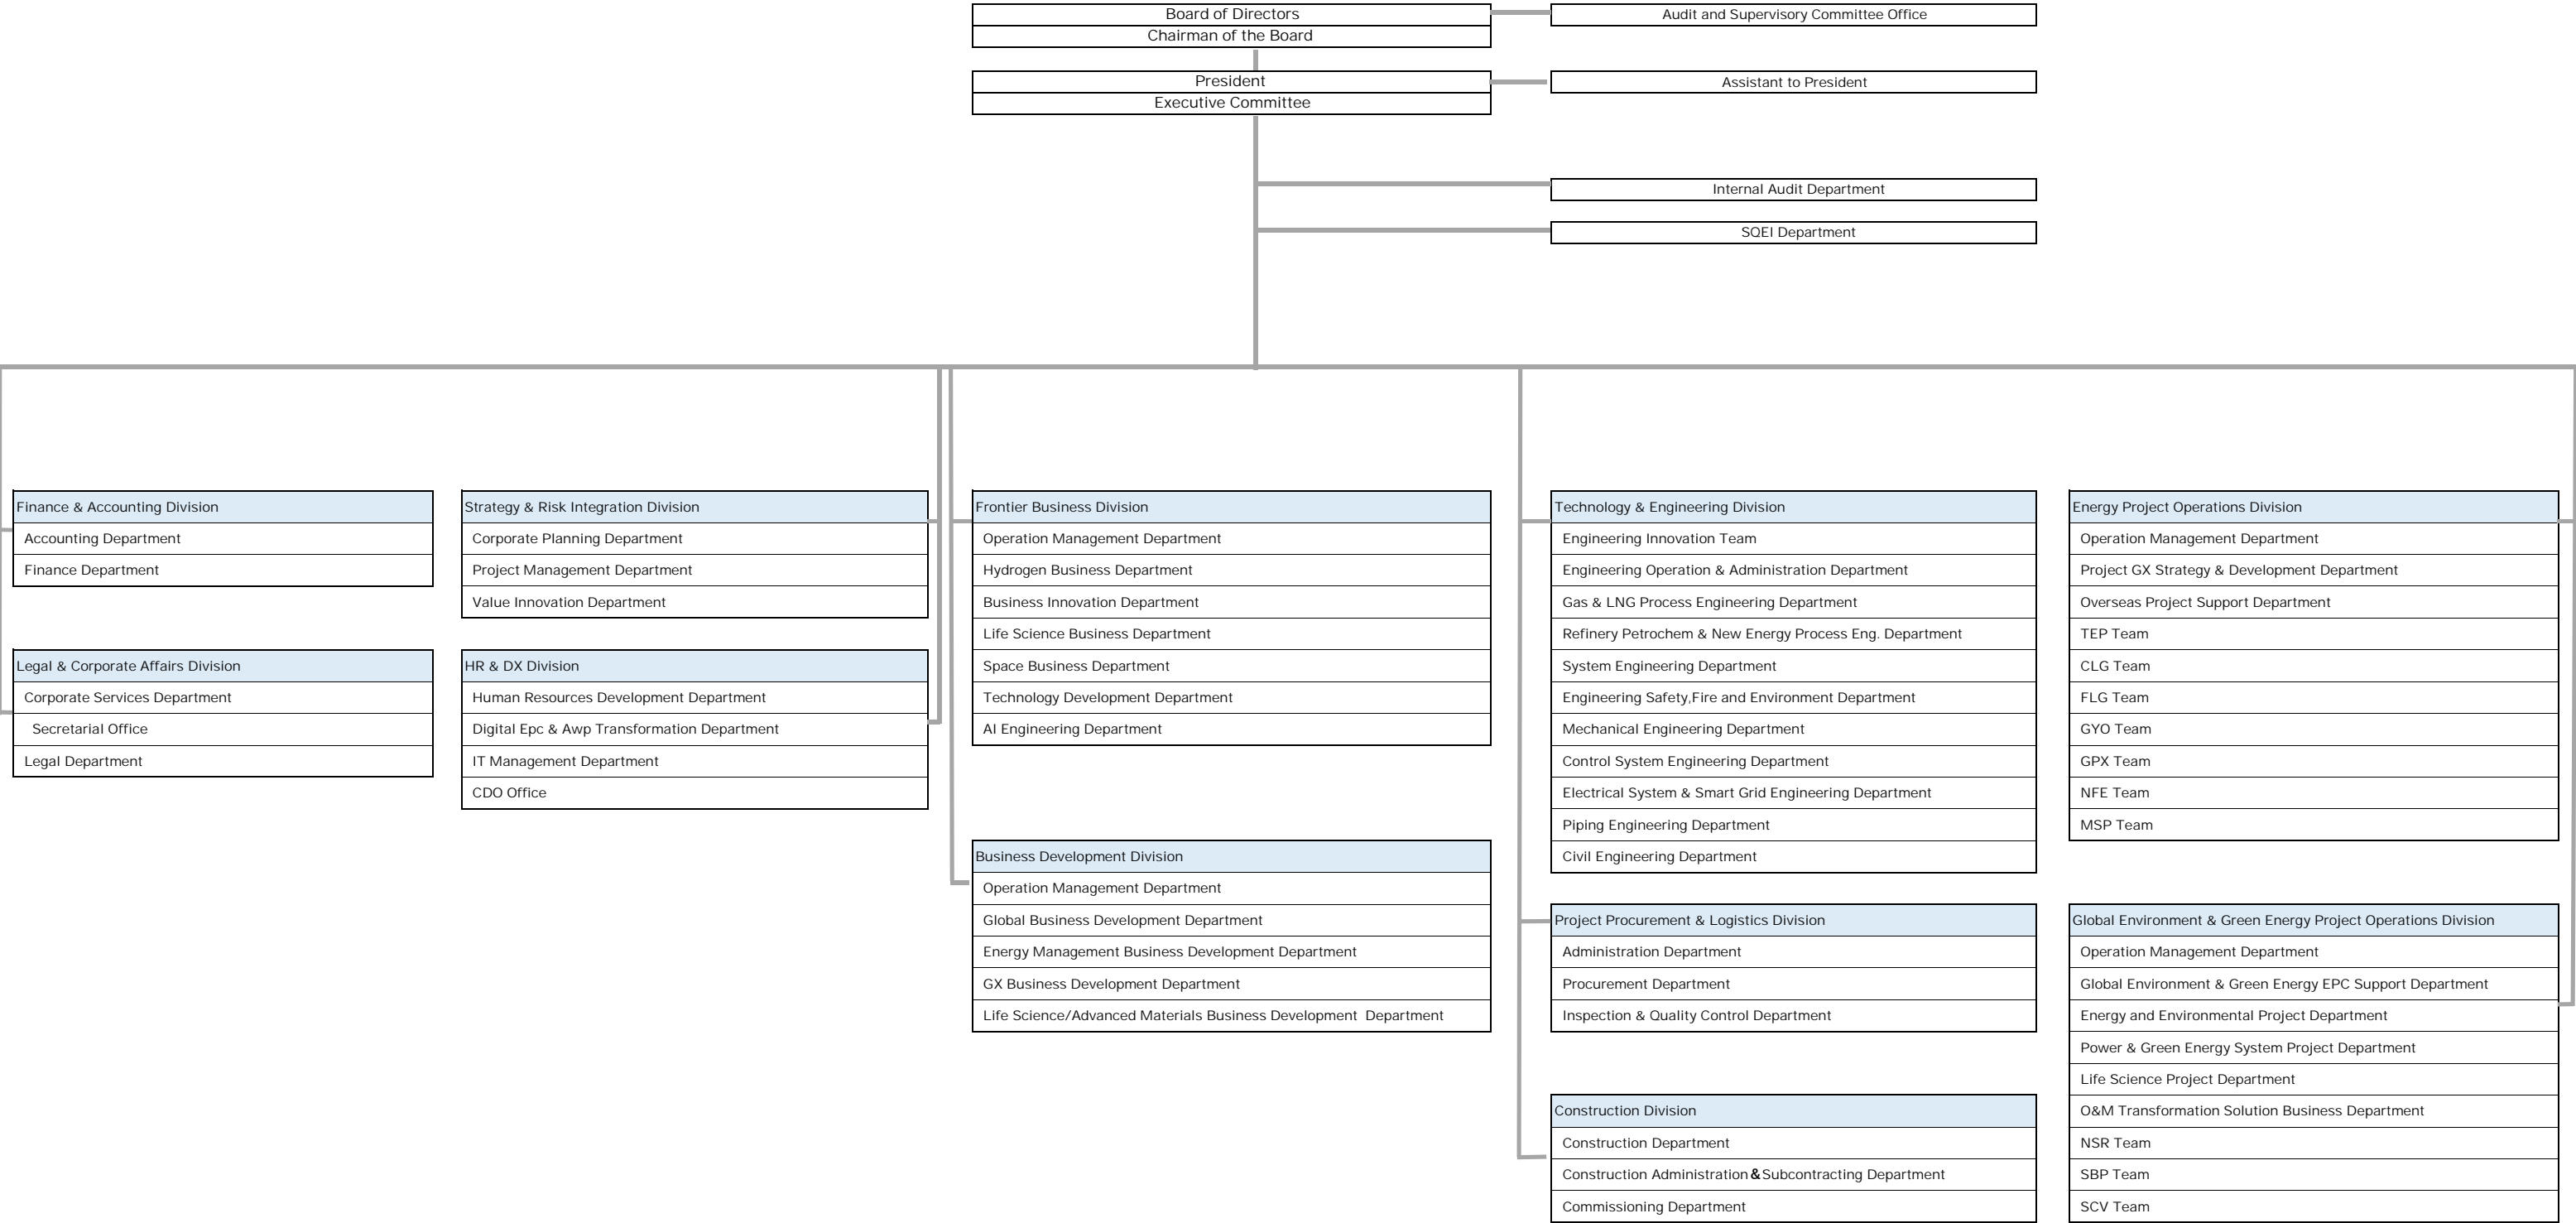 Board of Directors
Audit and Supervisory Committee Office
Chairman of the Board
President
Assistant to President
Executive Committee
Internal Audit Department
SQEI Department
Finance & Accounting Division
Accounting Department
Finance Department
Legal & Corporate Affairs Division
Corporate Services Department
Secretarial Office
Legal Department
Strategy & Risk Integration Division
Corporate Planning Department
Project Management Department
Value Innovation Department
HR & DX Division
Human Resources Development Department
Digital Epc & Awp Transformation Department
IT Management Department
CDO Office
Frontier Business Division
Operation Management Department
Hydrogen Business Department
Business Innovation Department
Life Science Business Department
Space Business Department
Technology Development Department
AI Engineering Department
Business Development Division
Operation Management Department
Global Business Development Department
Energy Management Business Development Department
GX Business Development Department
Life Science/Advanced Materials Business Development  Department
Technology & Engineering Division
Engineering Innovation Team
Engineering Operation & Administration Department
Gas & LNG Process Engineering Department
Refinery Petrochem & New Energy Process Eng. Department
System Engineering Department
Engineering Safety,Fire and Environment Department
Mechanical Engineering Department
Control System Engineering Department
Electrical System & Smart Grid Engineering Department
Piping Engineering Department
Civil Engineering Department
Project Procurement & Logistics Division
Administration Department
Procurement Department
Inspection & Quality Control Department
Construction Division
Construction Department
Construction Administration&Subcontracting Department
Commissioning Department
Energy Project Operations Division
Operation Management Department
Project GX Strategy & Development Department
Overseas Project Support Department
TEP Team
CLG Team
FLG Team
GYO Team
GPX Team
NFE Team
MSP Team
Global Environment & Green Energy Project Operations Division
Operation Management Department
Global Environment & Green Energy EPC Support Department
Energy and Environmental Project Department
Power & Green Energy System Project Department
Life Science Project Department
O&M Transformation Solution Business Department
NSR Team
SBP Team
SCV Team